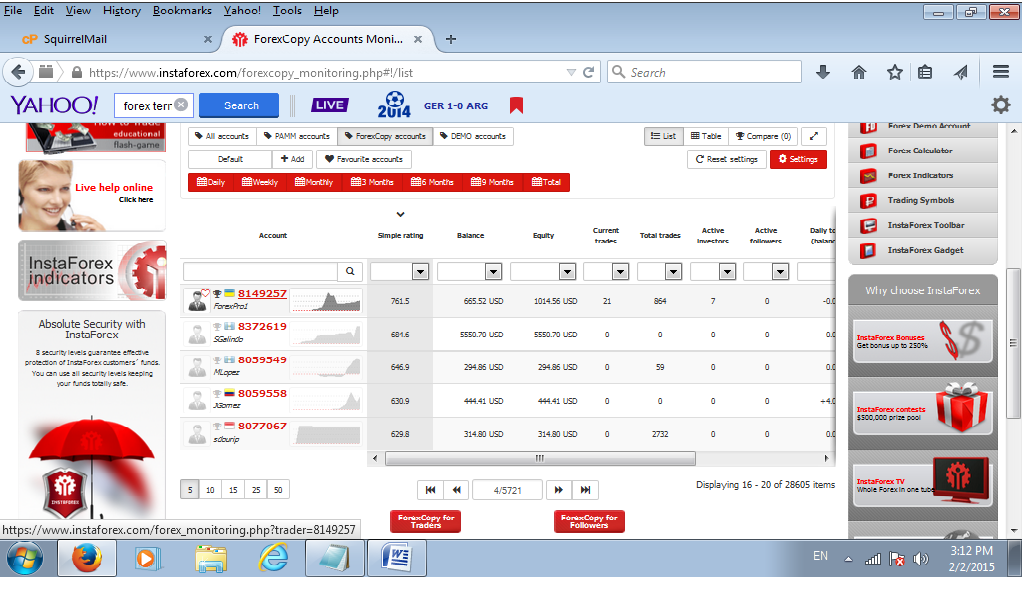 File Edit View History Bookmarks Yahoo! Tools Help
cP SquirrelMail × ForexCopy Accounts Moni... × +
https://www.instaforex.com/forexcopy_monitoring.php#!/list
Search
YAHOO! forex terr Search LIVE 2014 GER 1-0 ARG
How to Trade
educational
flash-game
Live help online
Click here
InstaForex
indicators
Absolute Security with
InstaForex
8 security levels guarantee effective
protection of InstaForex customers´ funds.
You can use all security levels keeping
your funds totally safe.
INSTAFOREX
All accounts PAMM accounts ForexCopy accounts DEMO accounts List Table Compare (0)
Default + Add Favourite accounts Reset settings Settings
Daily Weekly Monthly 3 Months 6 Months 9 Months Total
Account Simple rating Balance Equity Current trades Total trades Active investors Active followers Daily to (balanc
8149257 761.5 665.52 USD 1014.56 USD 21 864 7 0 -0.0
ForexPro1
8372619 684.6 5550.70 USD 5550.70 USD 0 0 0 0 0.0
SGalindo
8039549 646.9 294.86 USD 294.86 USD 0 59 0 0 0.0
MLopez
8059558 630.9 444.41 USD 444.41 USD 0 0 0 0 +4.0
JGomez
8077067 629.8 314.80 USD 314.80 USD 0 2732 0 0 0.0
5 10 15 25 50 4/5721 Displaying 16 - 20 of 28605 items
ForexCopy for
Traders
ForexCopy for
Followers
Forex Demo Account
Forex Calculator
Forex Indicators
Trading Symbols
InstaForex Toolbar
InstaForex Gadget
Why choose InstaForex
InstaForex Bonuses
Get bonus up to 250%
InstaForex contests
$500,000 prize pool
InstaForex TV
Whole Forex in one tube
https://www.instaforex.com/forex_monitoring.php?trader=8149257
EN 3:12 PM
2/2/2015